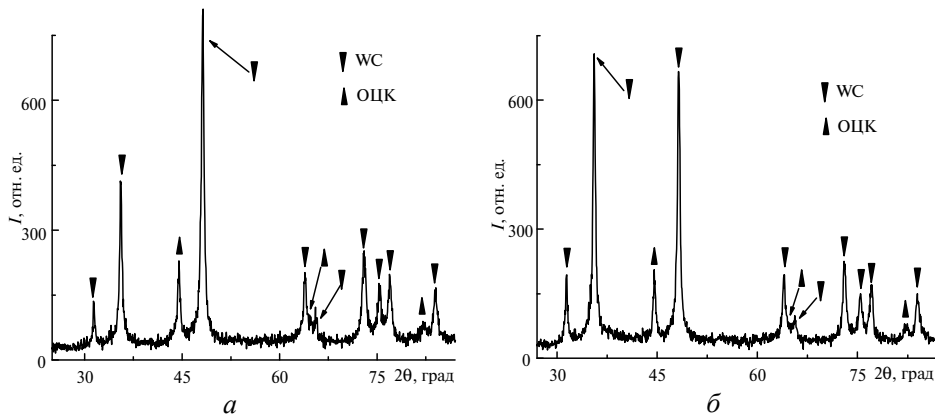 I, отн. ед.
600
300
0
30
45
60
75
2θ, град
WC
ОЦК
а
I, отн. ед.
600
300
0
30
45
60
75
2θ, град
WC
ОЦК
б